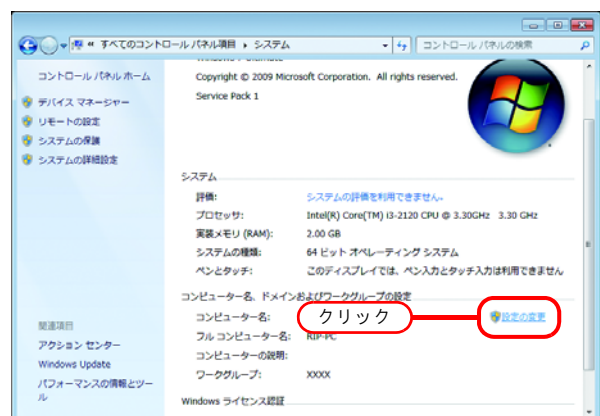 すべてのコントロール パネル項目 ▸ システム
コントロール パネルの検索
コントロール パネル ホーム
デバイス マネージャー
リモートの設定
システムの保護
システムの詳細設定
Copyright © 2009 Microsoft Corporation. All rights reserved.
Service Pack 1
システム
評価: システムの評価を利用できません。
プロセッサ: Intel(R) Core(TM) i3-2120 CPU @ 3.30GHz 3.30 GHz
実装メモリ (RAM): 2.00 GB
システムの種類: 64 ビット オペレーティング システム
ペンとタッチ: このディスプレイでは、ペン入力とタッチ入力は利用できません
コンピューター名、ドメインおよびワークグループの設定
コンピューター名: クリック 設定の変更
フル コンピューター名: RIP-PC
コンピューターの説明:
ワークグループ: XXXX
Windows ライセンス認証
関連項目
アクション センター
Windows Update
パフォーマンスの情報とツー
ル